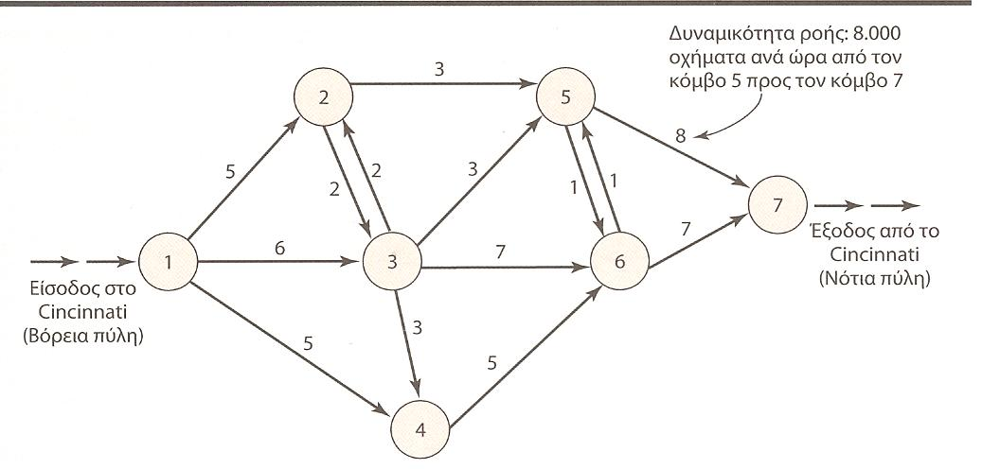 Δυναμικότητα ροής: 8.000
οχήματα ανά ώρα από τον
κόμβο 5 προς τον κόμβο 7
3
2
5
8
5
2
2
3
1
1
7
7
Έξοδος από το
Cincinnati
(Νότια πύλη)
1
6
3
7
6
Είσοδος στο
Cincinnati
(Βόρεια πύλη)
3
5
5
4